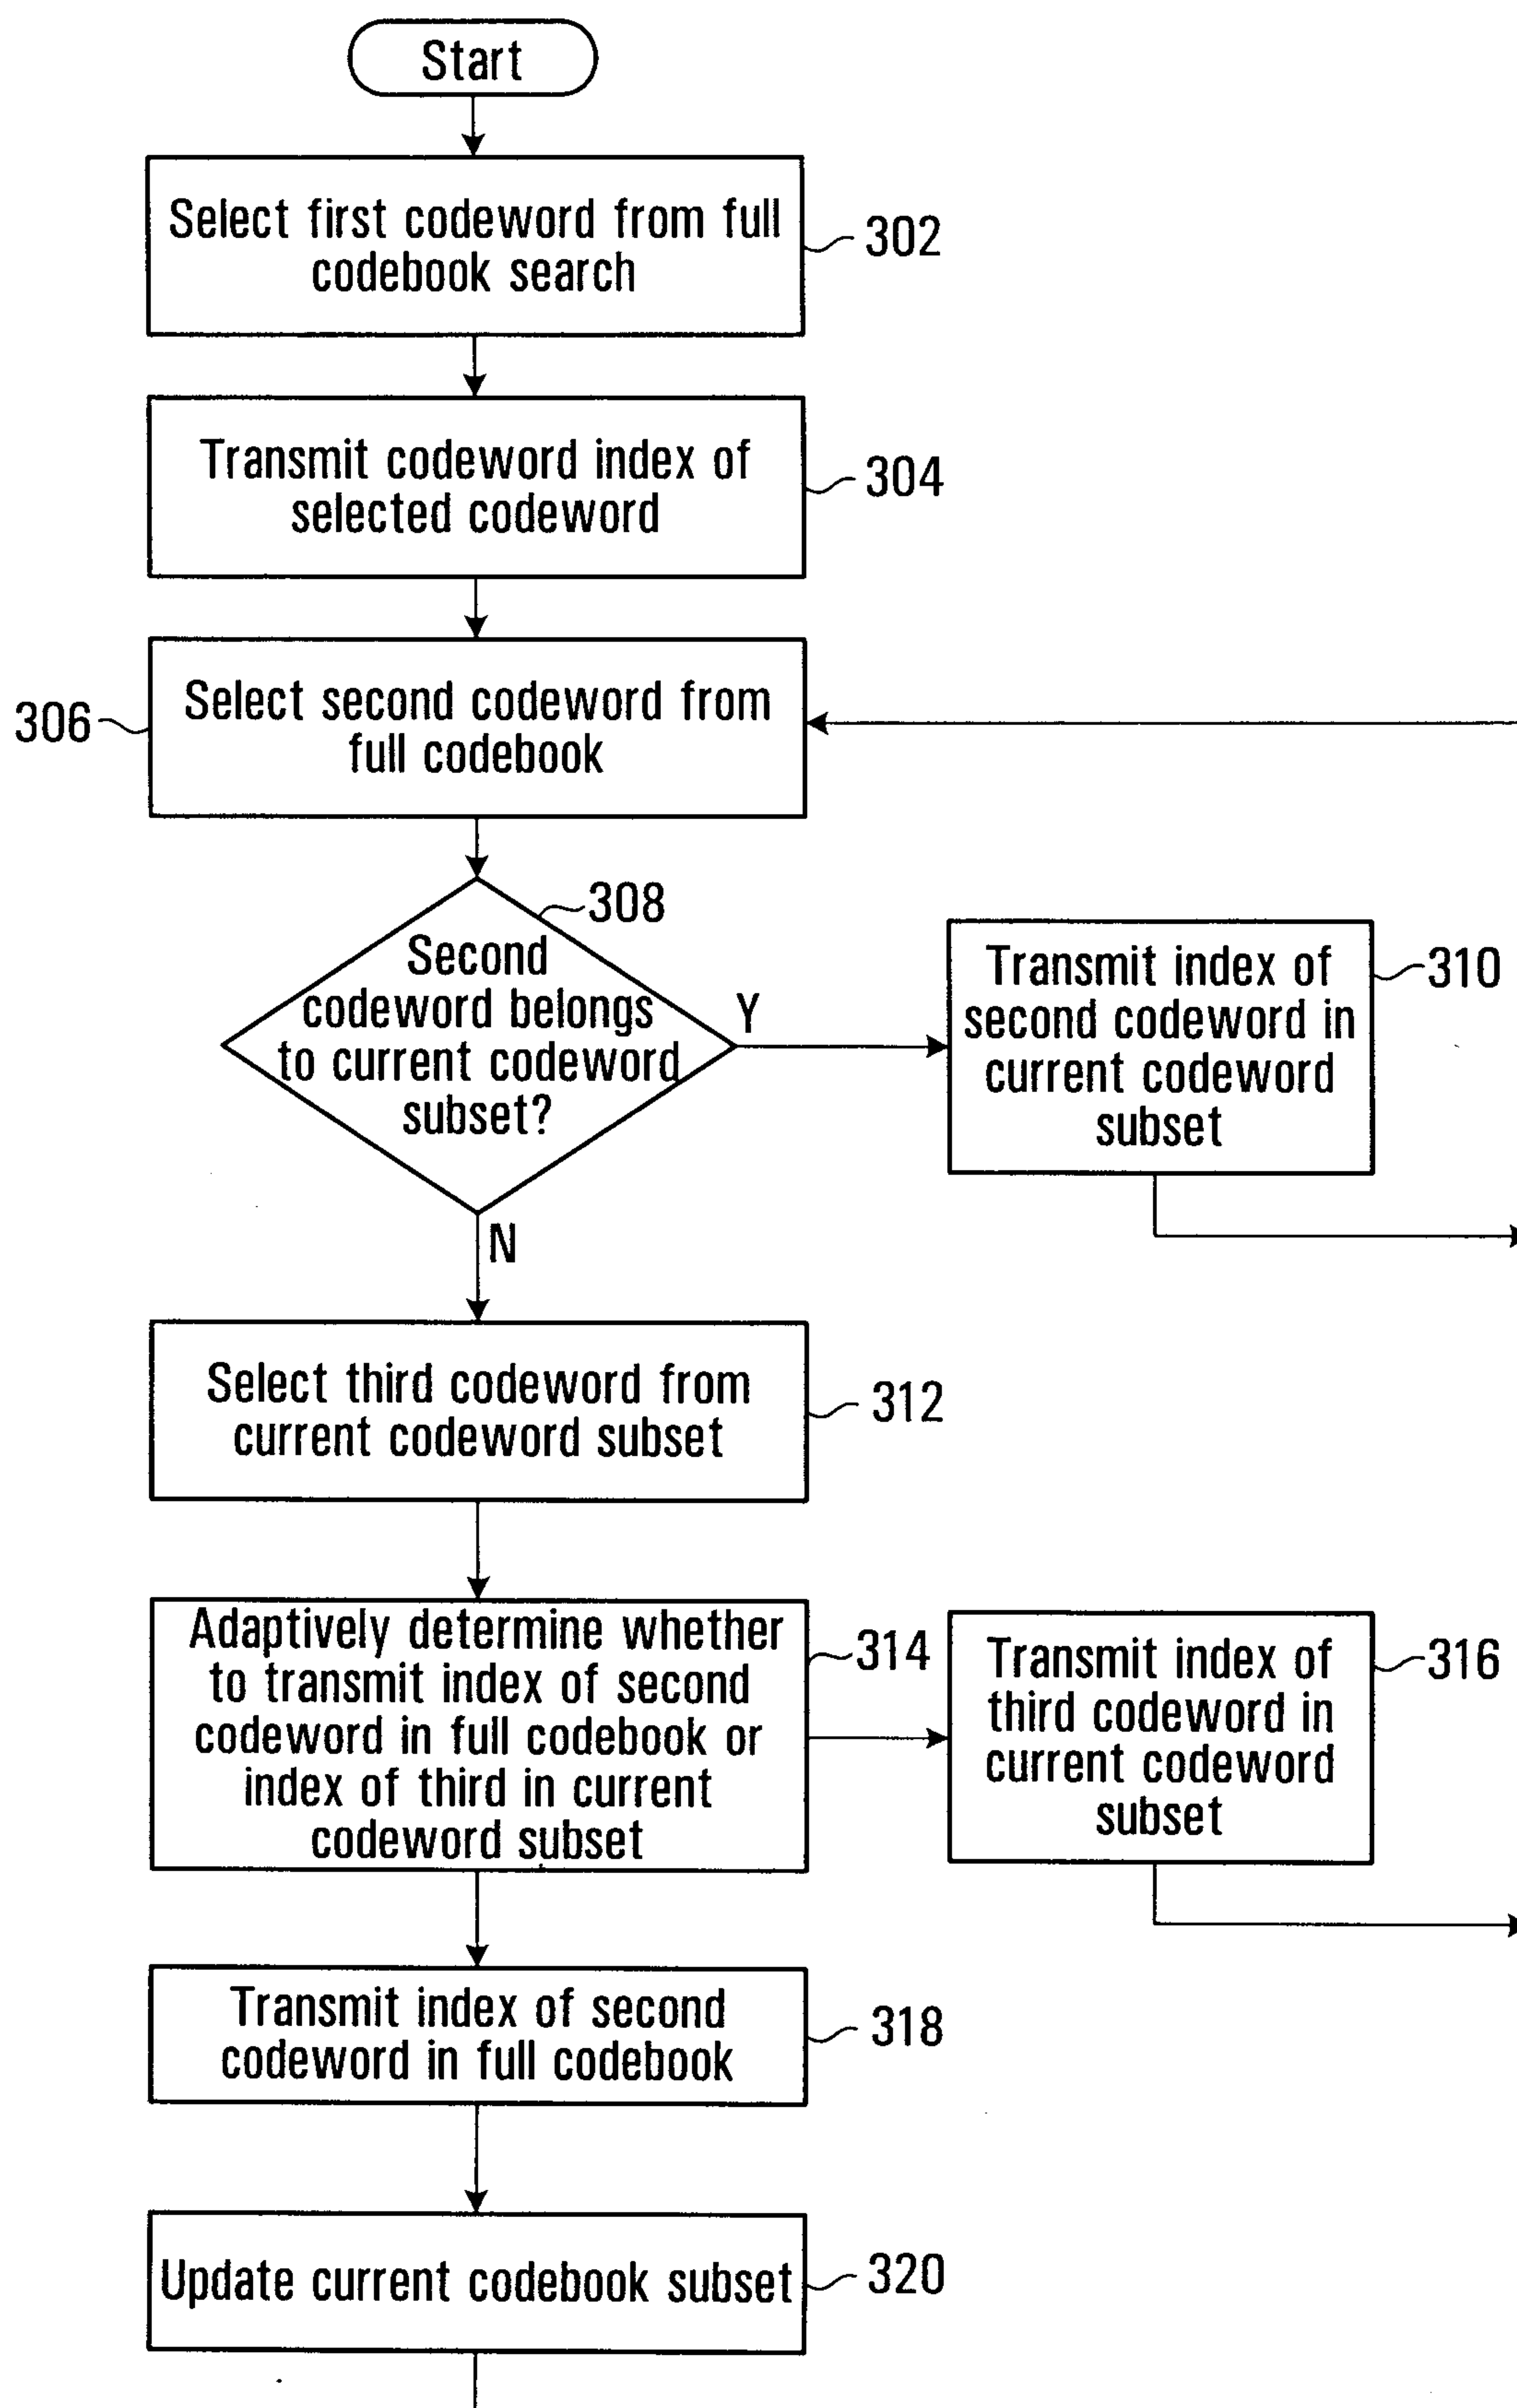 Start
Select first codeword from full
codebook search
302
Transmit codeword index of
selected codeword
304
306
Select second codeword from
full codebook
308
Second
codeword belongs
to current codeword
subset?
Y
N
Transmit index of
second codeword in
current codeword
subset
310
Select third codeword from
current codeword subset
312
Adaptively determine whether
to transmit index of second
codeword in full codebook or
index of third in current
codeword subset
314
Transmit index of
third codeword in
current codeword
subset
316
Transmit index of second
codeword in full codebook
318
Update current codebook subset
320